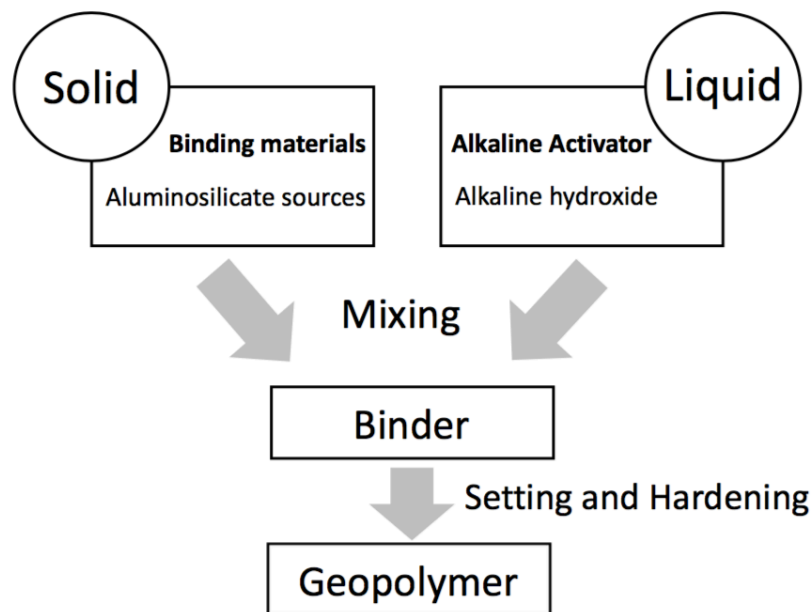 Solid
Binding materials
Aluminosilicate sources
Liquid
Alkaline Activator
Alkaline hydroxide
Mixing
Binder
Setting and Hardening
Geopolymer